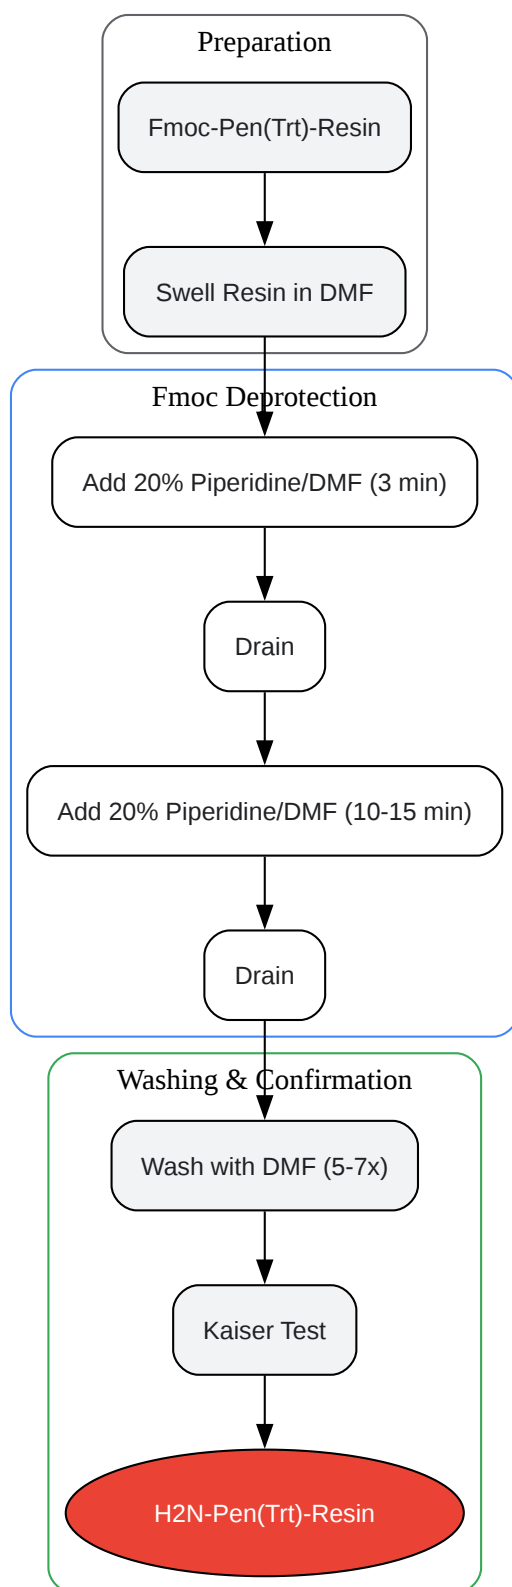 Preparation
Fmoc-Pen(Trt)-Resin
Swell Resin in DMF
Fmoc Deprotection
Add 20% Piperidine/DMF (3 min)
Drain
Add 20% Piperidine/DMF (10-15 min)
Drain
Washing & Confirmation
Wash with DMF (5-7x)
Kaiser Test
H2N-Pen(Trt)-Resin